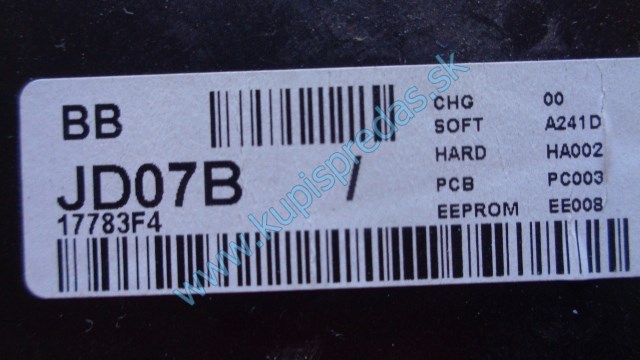 BB
JD07B /
17783F4
CHG 00
SOFT A241D
HARD HA002
PCB PC003
EEPROM EE008
www.kupispredas.sk